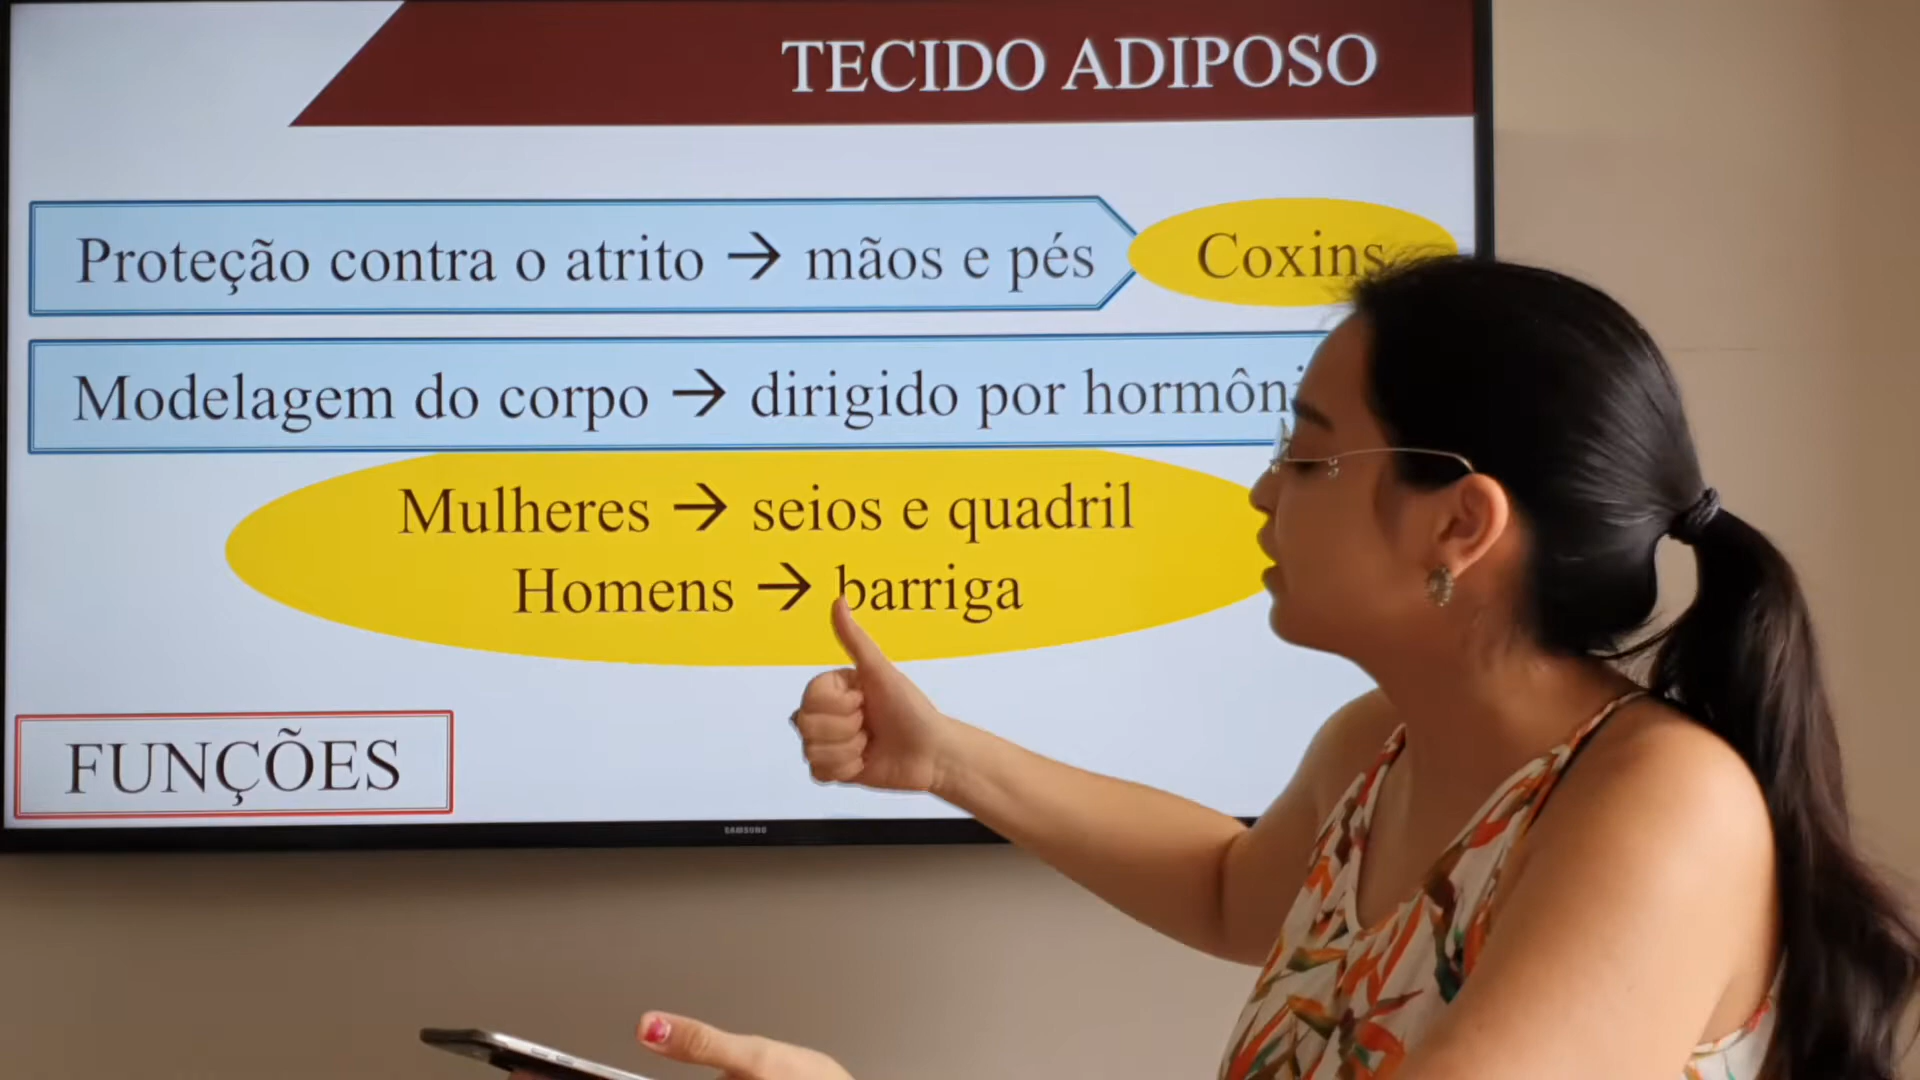 TECIDO ADIPOSO
Proteção contra o atrito → mãos e pés
Coxins
Modelagem do corpo → dirigido por
Mulheres → seios e quadril
Homens → barriga
FUNÇÕES
SAMSUNG